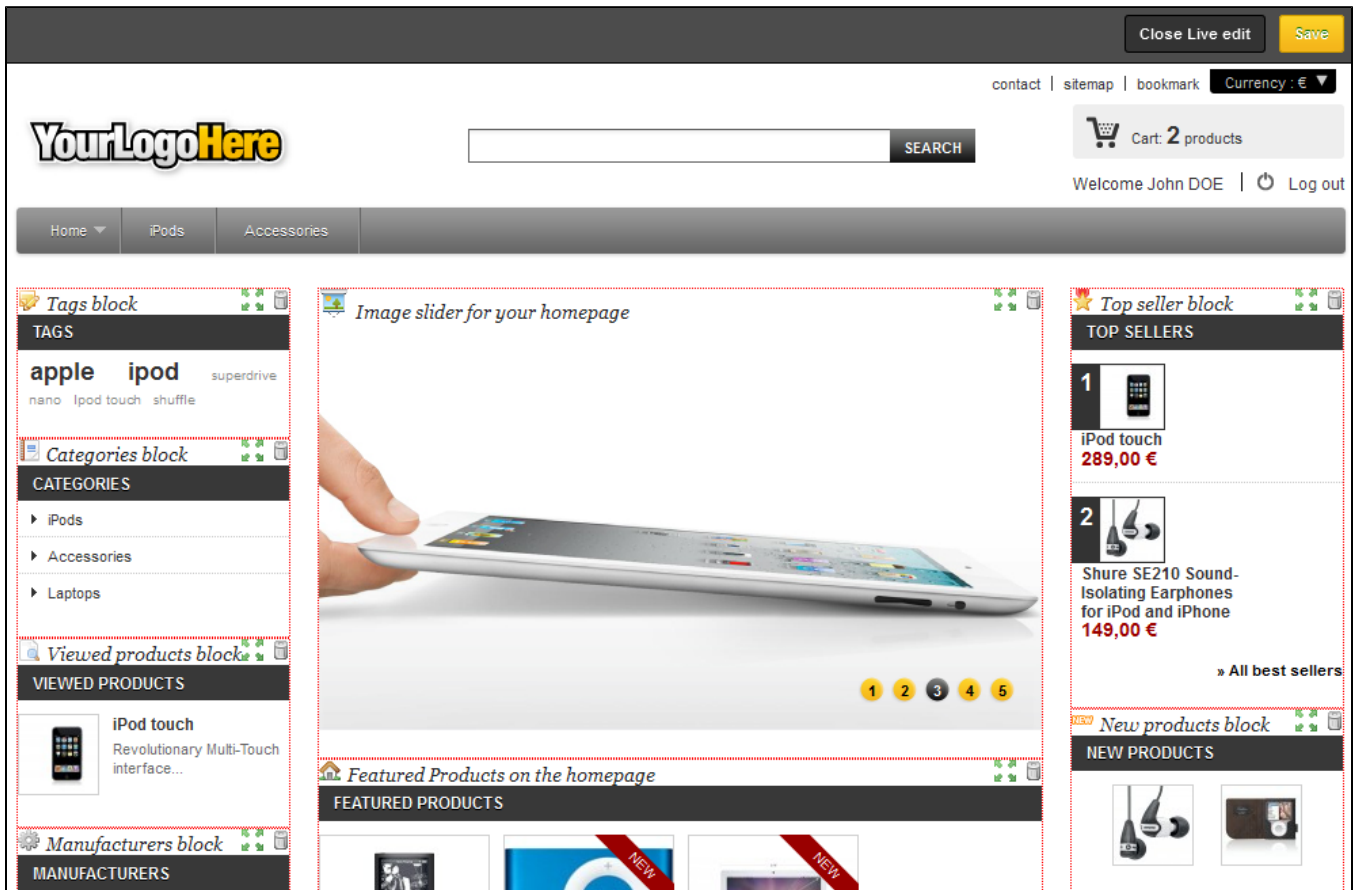 Close Live edit Save
contact | sitemap | bookmark Currency : € ▼
YourLogoHere
SEARCH
Cart: 2 products
Welcome John DOE | Log out
Home iPods Accessories
Tags block
TAGS
apple ipod superdrive
nano Ipod touch shuffle
Categories block
CATEGORIES
iPods
Accessories
Laptops
Viewed products block
VIEWED PRODUCTS
iPod touch
Revolutionary Multi-Touch
interface...
Manufacturers block
MANUFACTURERS
Image slider for your homepage
1 2 3 4 5
Featured Products on the homepage
FEATURED PRODUCTS
NEW
NEW
Top seller block
TOP SELLERS
1
iPod touch
289,00 €
2
Shure SE210 Sound-
Isolating Earphones
for iPod and iPhone
149,00 €
» All best sellers
NEW New products block
NEW PRODUCTS